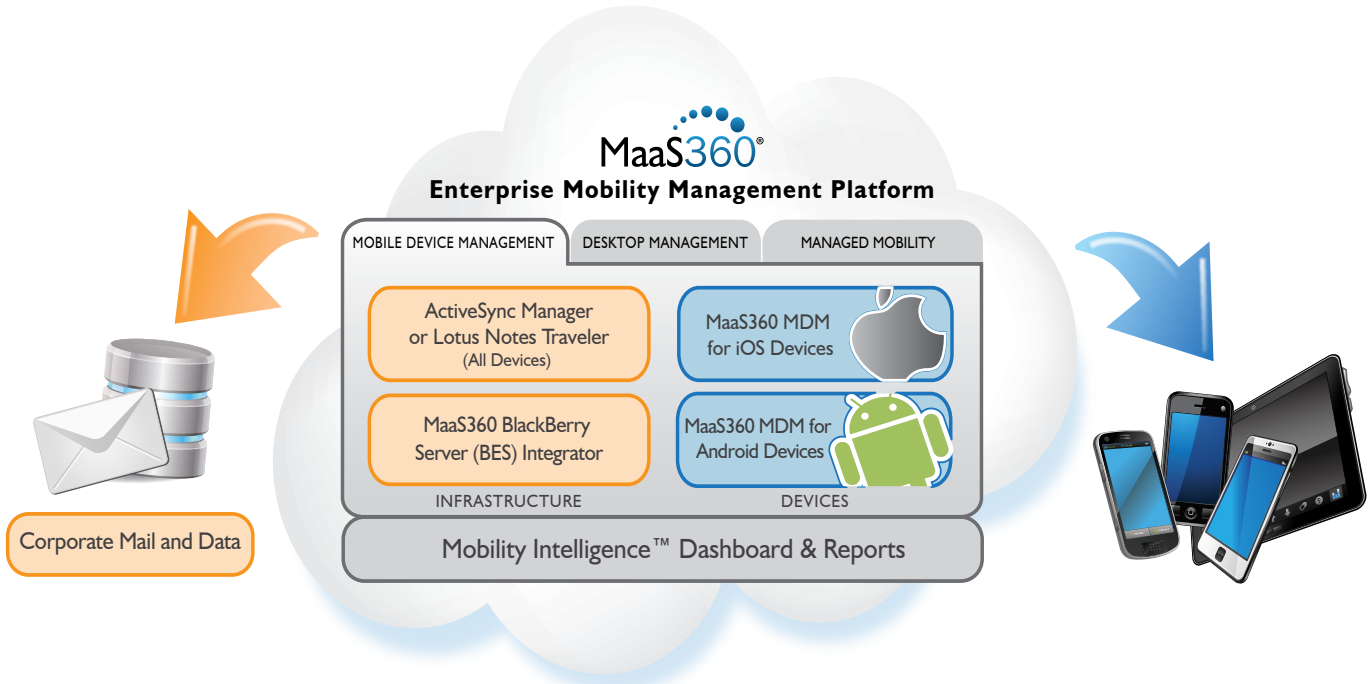 MaaS360®
Enterprise Mobility Management Platform
MOBILE DEVICE MANAGEMENT
DESKTOP MANAGEMENT
MANAGED MOBILITY
ActiveSync Manager
or Lotus Notes Traveler
(All Devices)
MaaS360 MDM
for iOS Devices
MaaS360 BlackBerry
Server (BES) Integrator
MaaS360 MDM for
Android Devices
INFRASTRUCTURE
DEVICES
Mobility Intelligence™ Dashboard & Reports
Corporate Mail and Data